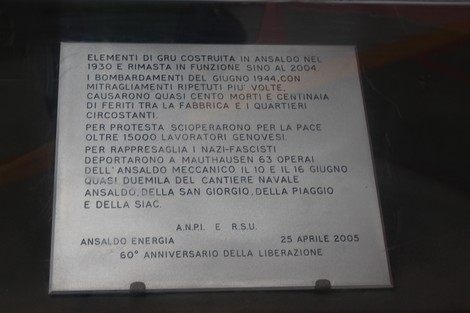 ELEMENTI DI GRU COSTRUITA IN ANSALDO NEL
1930 E RIMASTA IN FUNZIONE SINO AL 2004.
I BOMBARDAMENTI DEL GIUGNO 1944, CON
MITRAGLIAMENTI RIPETUTI PIU' VOLTE,
CAUSARONO QUASI CENTO MORTI E CENTINAIA
DI FERITI TRA LA FABBRICA E I QUARTIERI
CIRCOSTANTI.
PER PROTESTA SCIOPERARONO PER LA PACE
OLTRE 15000 LAVORATORI GENOVESI.
PER RAPPRESAGLIA I NAZI-FASCISTI
DEPORTARONO A MAUTHAUSEN 63 OPERAI
DELL'ANSALDO MECCANICO IL 10 E IL 16 GIUGNO
QUASI DUEMILA DEL CANTIERE NAVALE
ANSALDO, DELLA SAN GIORGIO, DELLA PIAGGIO
E DELLA SIAC.
A.N.P.I. E R.S.U.
ANSALDO ENERGIA 25 APRILE 2005
60° ANNIVERSARIO DELLA LIBERAZIONE